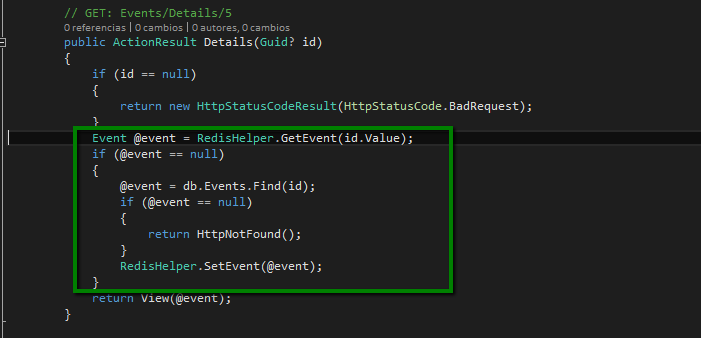 // GET: Events/Details/5
0 referencias | 0 cambios | 0 autores, 0 cambios
public ActionResult Details(Guid? id)
{
if (id == null)
{
return new HttpStatusCodeResult(HttpStatusCode.BadRequest);
}
Event @event = RedisHelper.GetEvent(id.Value);
if (@event == null)
{
@event = db.Events.Find(id);
if (@event == null)
{
return HttpNotFound();
}
RedisHelper.SetEvent(@event);
}
return View(@event);
}